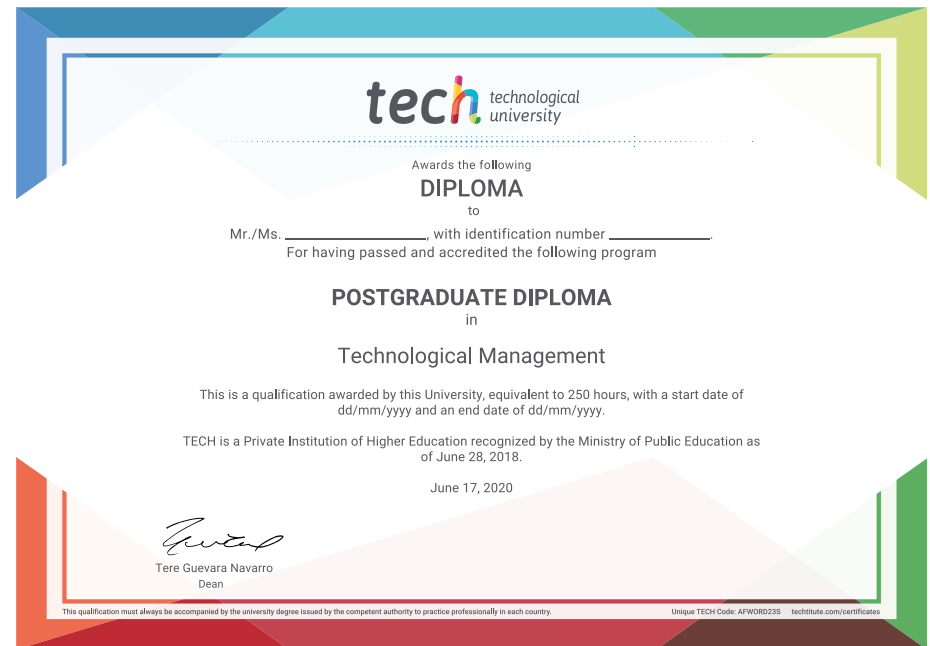 tech technological
university
Awards the following
DIPLOMA
to
Mr./Ms. ____________________, with identification number ______________.
For having passed and accredited the following program
POSTGRADUATE DIPLOMA
in
Technological Management
This is a qualification awarded by this University, equivalent to 250 hours, with a start date of
dd/mm/yyyy and an end date of dd/mm/yyyy.
TECH is a Private Institution of Higher Education recognized by the Ministry of Public Education as
of June 28, 2018.
June 17, 2020
Tere Guevara Navarro
Dean
This qualification must always be accompanied by the university degree issued by the competent authority to practice professionally in each country. Unique TECH Code: AFWORD23S techtitute.com/certificates